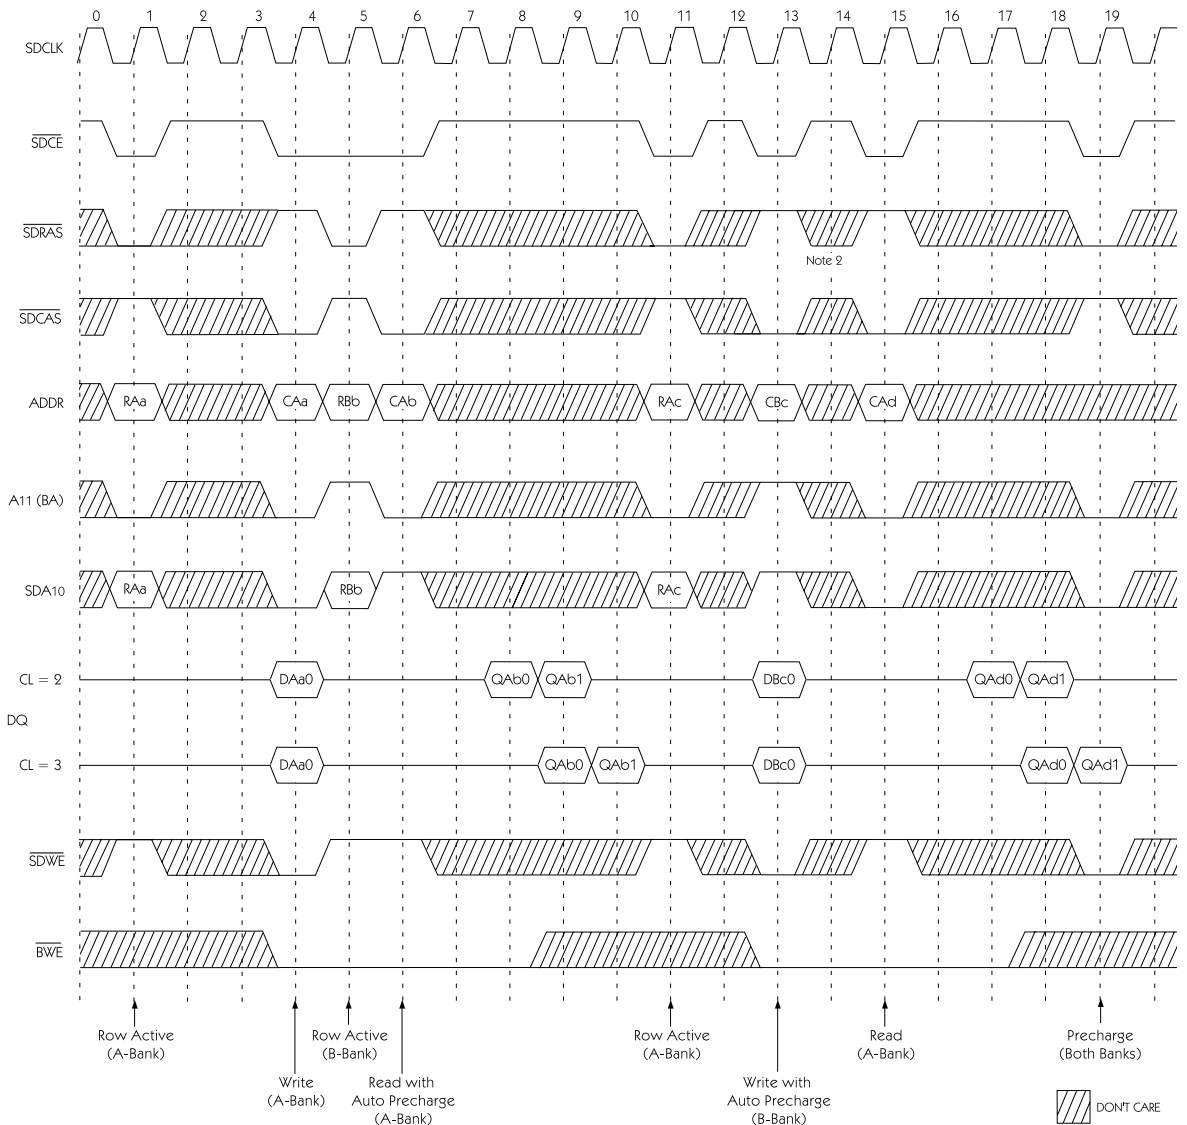 0 1 2 3 4 5 6 7 8 9 10 11 12 13 14 15 16 17 18 19
SDCLK
SDCE
SDRAS
Note 2
SDCAS
ADDR RAa CAa RBb CAb RAc CBc CAd
A11 (BA)
SDA10 RAa RBb RAc
CL = 2 DAa0 QAb0 QAb1 DBc0 QAd0 QAd1
DQ
CL = 3 DAa0 QAb0 QAb1 DBc0 QAd0 QAd1
SDWE
BWE
Row Active
(A-Bank)
Row Active
(B-Bank)
Row Active
(A-Bank)
Read
(A-Bank)
Precharge
(Both Banks)
Write
(A-Bank)
Read with
Auto Precharge
(A-Bank)
Write with
Auto Precharge
(B-Bank)
DON'T CARE